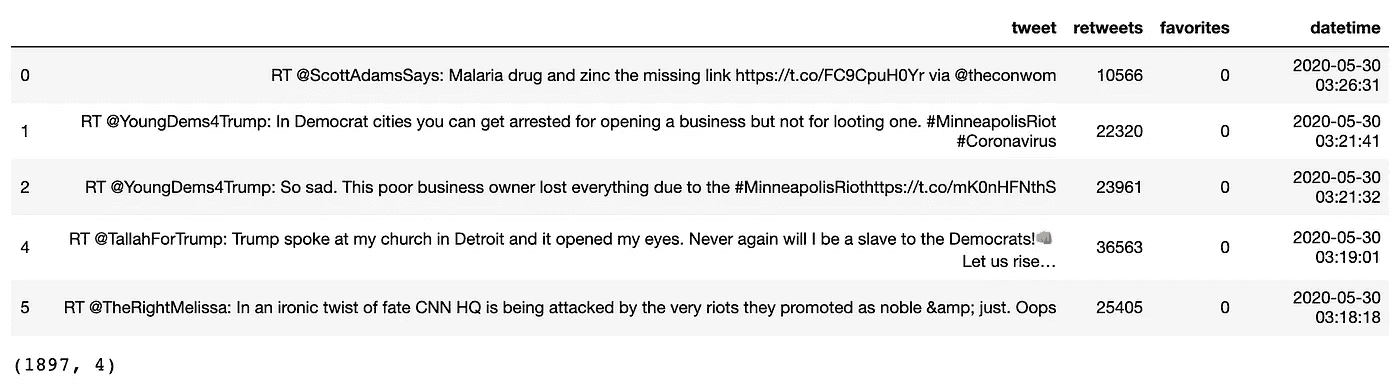 tweet retweets favorites datetime
0 RT @ScottAdamsSays: Malaria drug and zinc the missing link https://t.co/FC9CpuH0Yr via @theconwom 10566 0 2020-05-30
03:26:31
1 RT @YoungDems4Trump: In Democrat cities you can get arrested for opening a business but not for looting one. #MinneapolisRiot
#Coronavirus 22320 0 2020-05-30
03:21:41
2 RT @YoungDems4Trump: So sad. This poor business owner lost everything due to the #MinneapolisRiothttps://t.co/mK0nHFNthS 23961 0 2020-05-30
03:21:32
4 RT @TallahForTrump: Trump spoke at my church in Detroit and it opened my eyes. Never again will I be a slave to the Democrats!👊
Let us rise… 36563 0 2020-05-30
03:19:01
5 RT @TheRightMelissa: In an ironic twist of fate CNN HQ is being attacked by the very riots they promoted as noble &amp; just. Oops 25405 0 2020-05-30
03:18:18
(1897, 4)